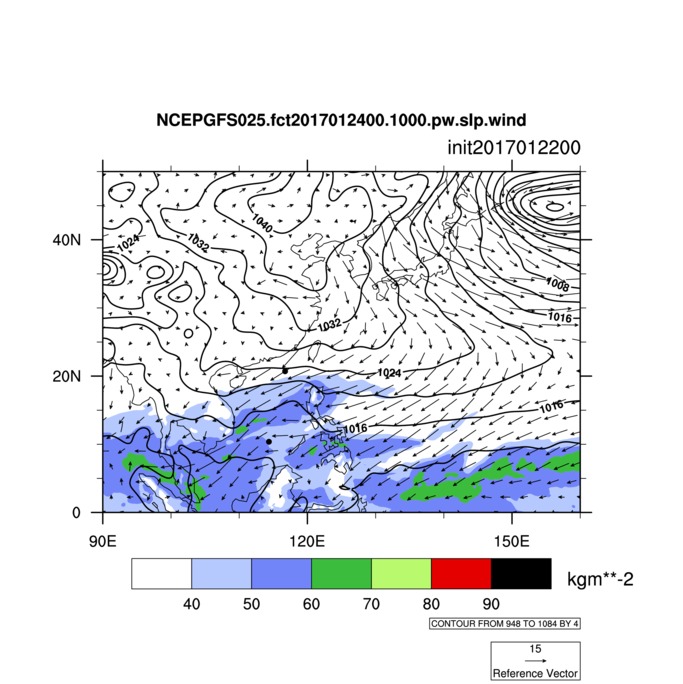 NCEPGFS025.fct2017012400.1000.pw.slp.wind
init2017012200
1040
1024
1032
40N
1008
1016
1032
1024
20N
1016
1016
0
90E 120E 150E
kgm**-2
40 50 60 70 80 90
CONTOUR FROM 948 TO 1084 BY 4
15
Reference Vector